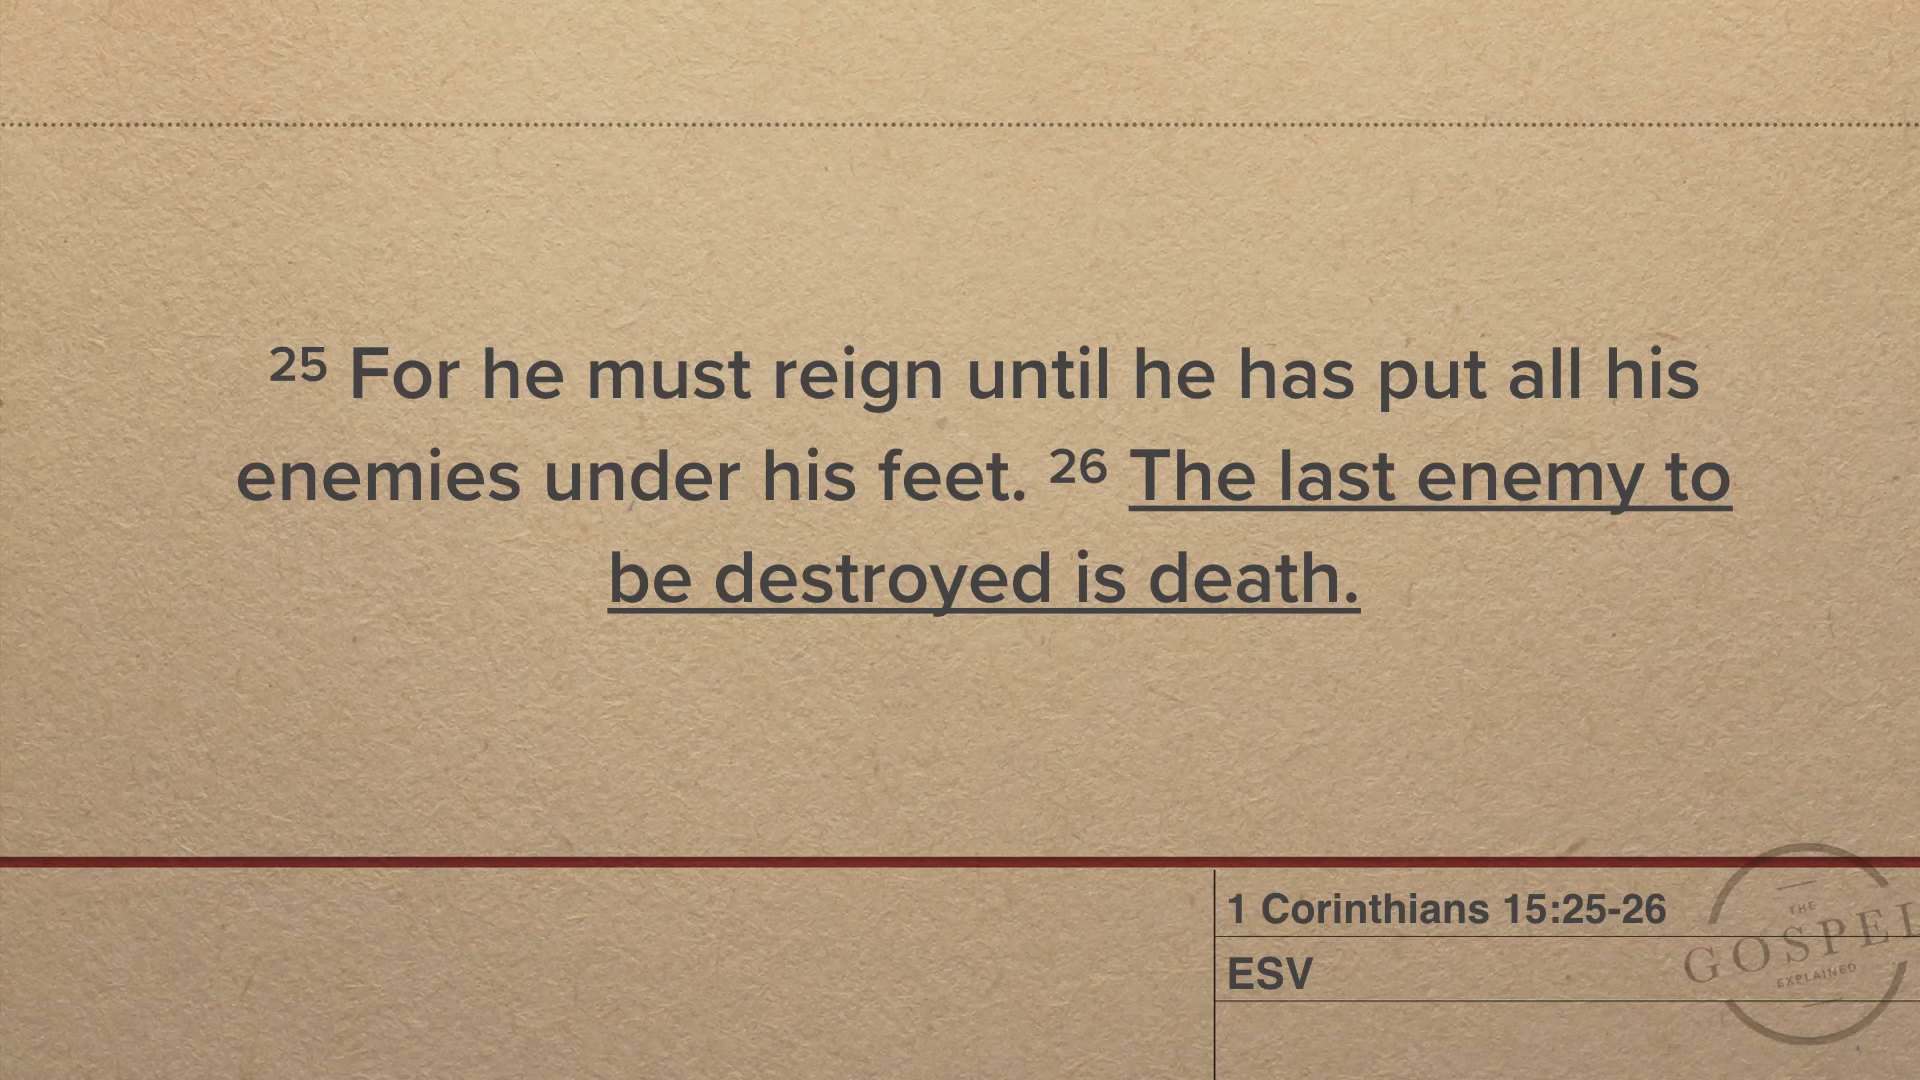 ²⁵ For he must reign until he has put all his
enemies under his feet. ²⁶ The last enemy to
be destroyed is death.
1 Corinthians 15:25-26
ESV
THE
GOSPEL
EXPLAINED